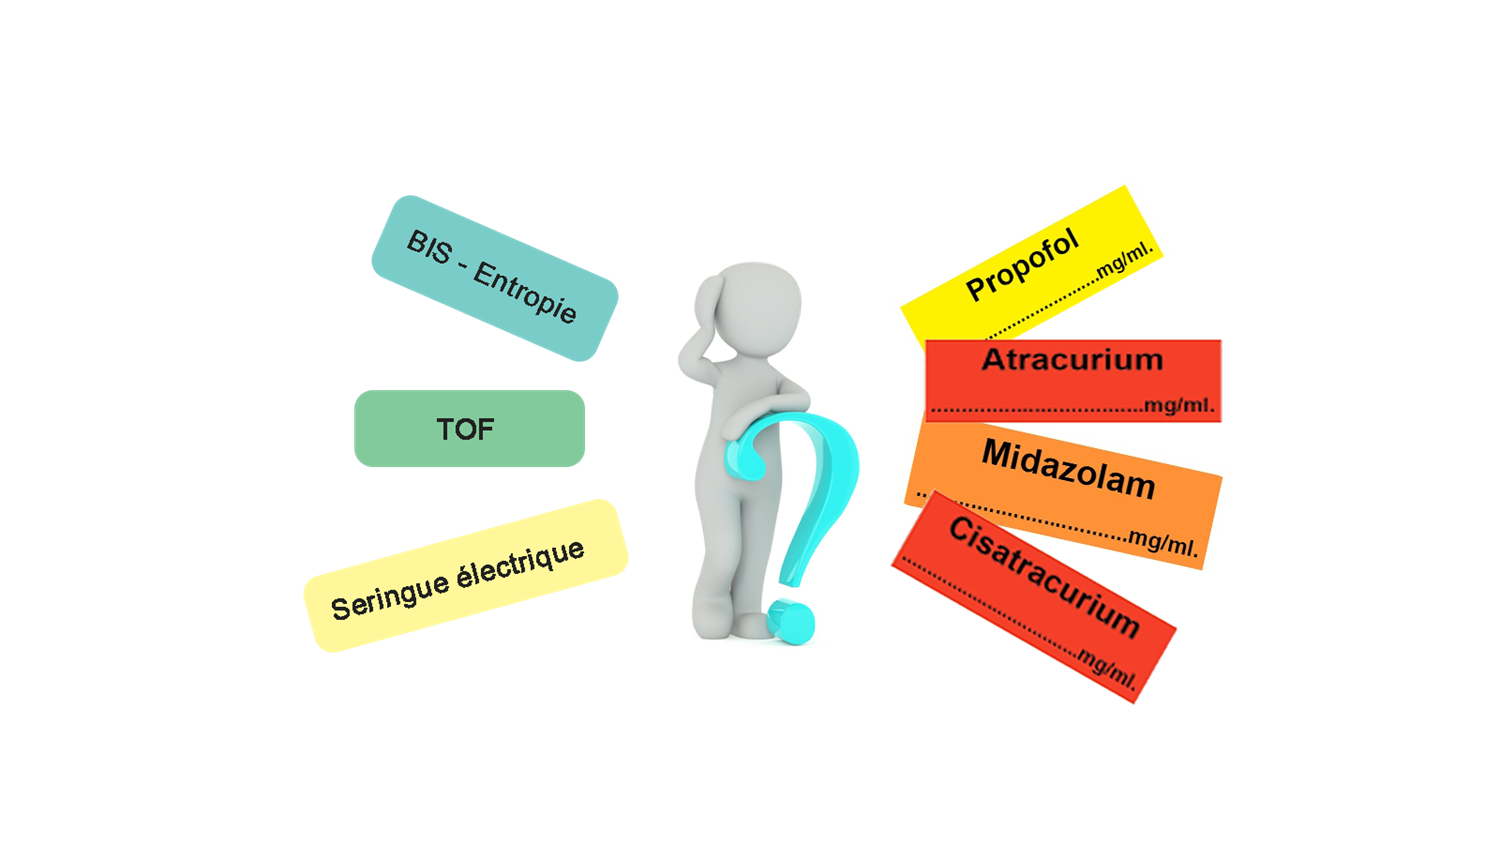 BIS - Entropie
TOF
Seringue électrique
Propofol
....................mg/ml.
Atracurium
....................................mg/ml.
Midazolam
....................................mg/ml.
Cisatracurium
....................................mg/ml.